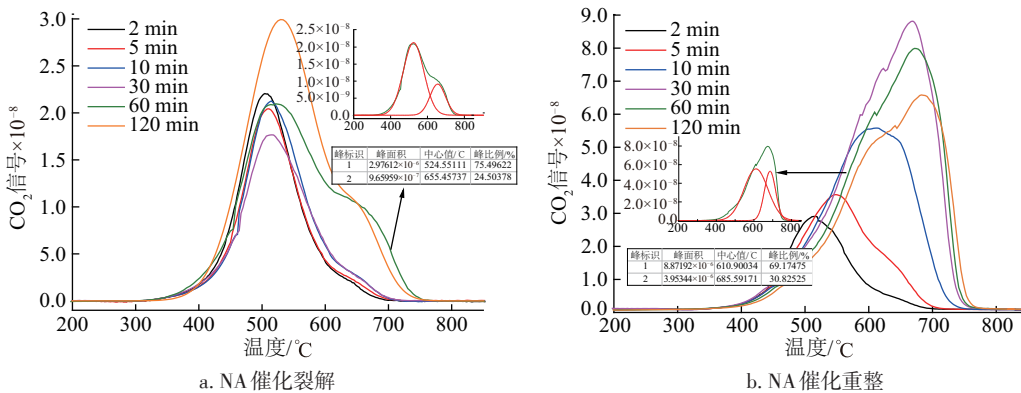 3.0
2.5
2.0
1.5
1.0
0.5
0.0
CO₂信号×10⁻⁸
2 min
5 min
10 min
30 min
60 min
120 min
2.5×10⁻⁸
2.0×10⁻⁸
1.5×10⁻⁸
1.0×10⁻⁸
5.0×10⁻⁹
0.0
200 400 600 800
峰标识 峰面积 中心值/℃ 峰比例/%
1 2.97612×10⁻⁶ 524.55111 75.49622
2 9.65959×10⁻⁷ 655.45737 24.50378
200 300 400 500 600 700 800
温度/℃
a. NA催化裂解
9.0
8.0
7.0
6.0
5.0
4.0
3.0
2.0
1.0
0.0
CO₂信号×10⁻⁸
2 min
5 min
10 min
30 min
60 min
120 min
8.0×10⁻⁸
6.0×10⁻⁸
4.0×10⁻⁸
2.0×10⁻⁸
0.0
200 400 600 800
峰标识 峰面积 中心值/℃ 峰比例/%
1 8.87192×10⁻⁶ 610.90034 69.17475
2 3.95344×10⁻⁶ 685.59171 30.82525
200 300 400 500 600 700 800
温度/℃
b. NA催化重整